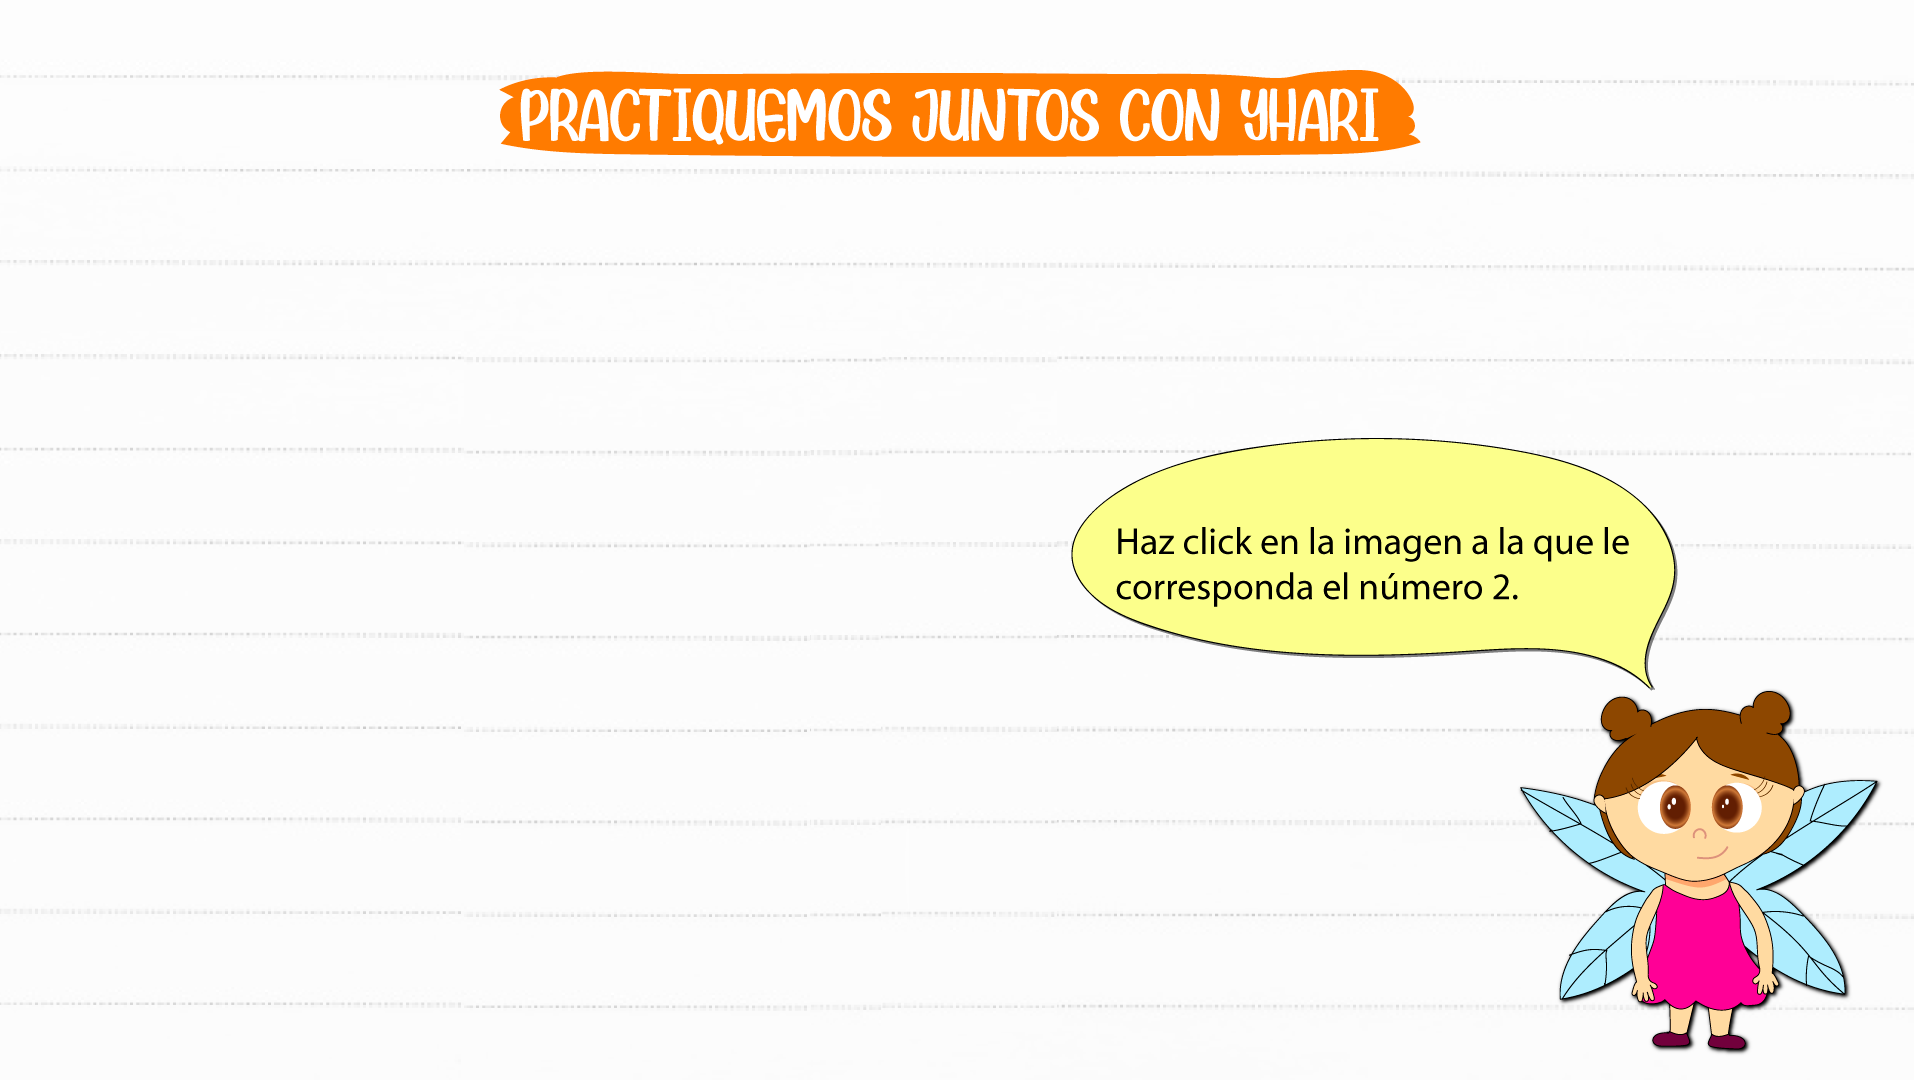 PRACTIQUEMOS JUNTOS CON YHARI
Haz click en la imagen a la que le
corresponda el número 2.